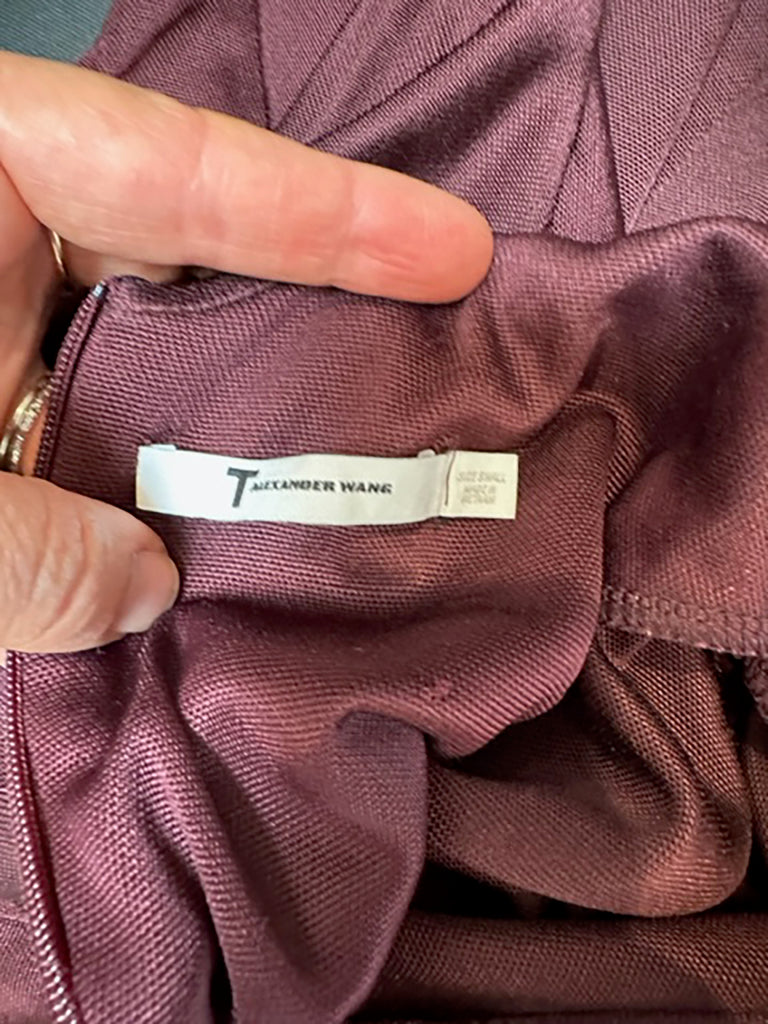 T ALEXANDER WANG
SIZE SMALL
MADE IN
VIETNAM